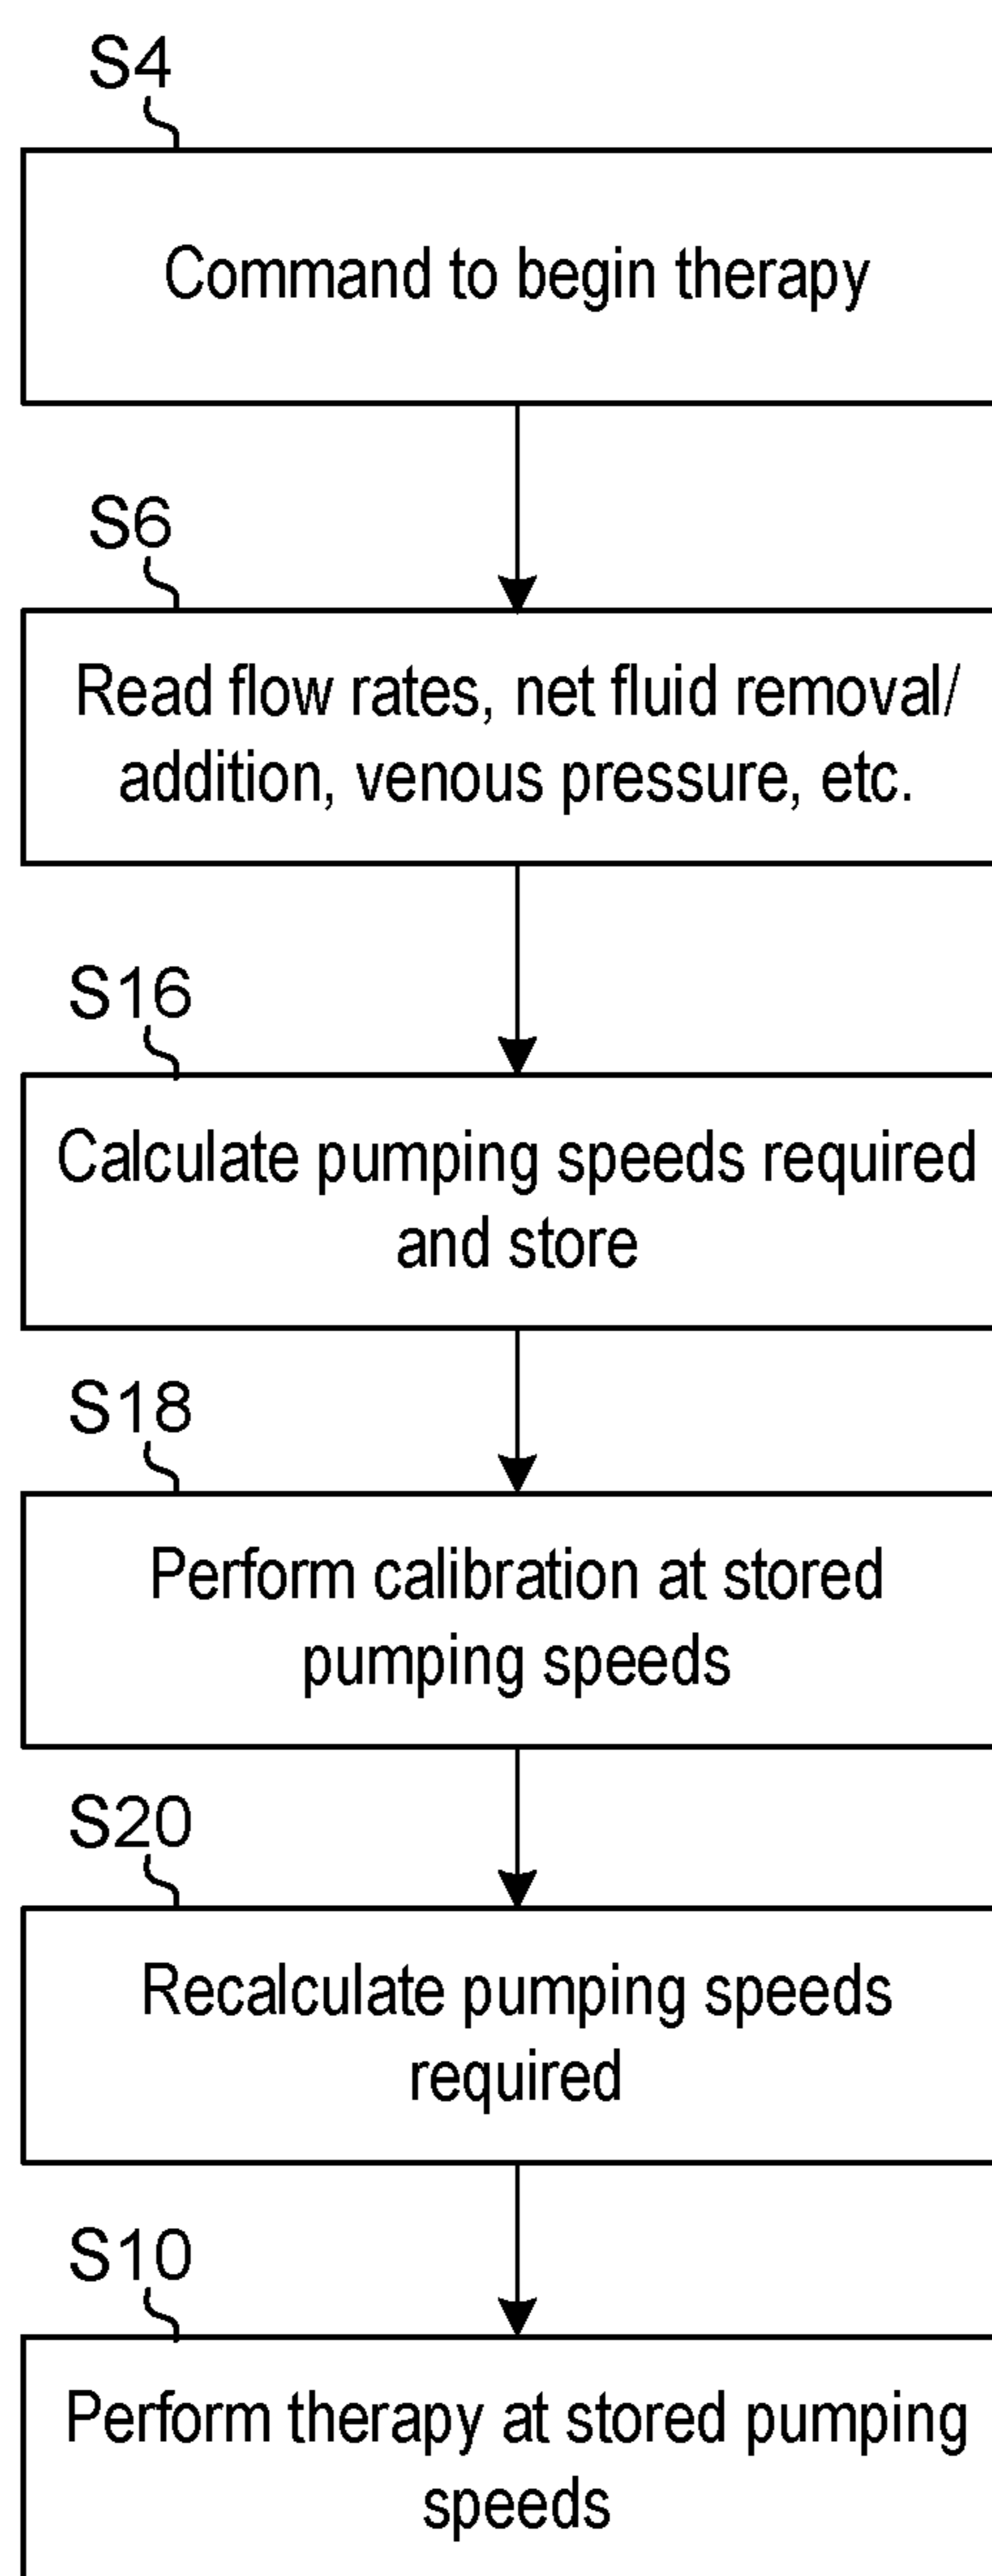 S4
Command to begin therapy
S6
Read flow rates, net fluid removal/
addition, venous pressure, etc.
S16
Calculate pumping speeds required
and store
S18
Perform calibration at stored
pumping speeds
S20
Recalculate pumping speeds
required
S10
Perform therapy at stored pumping
speeds